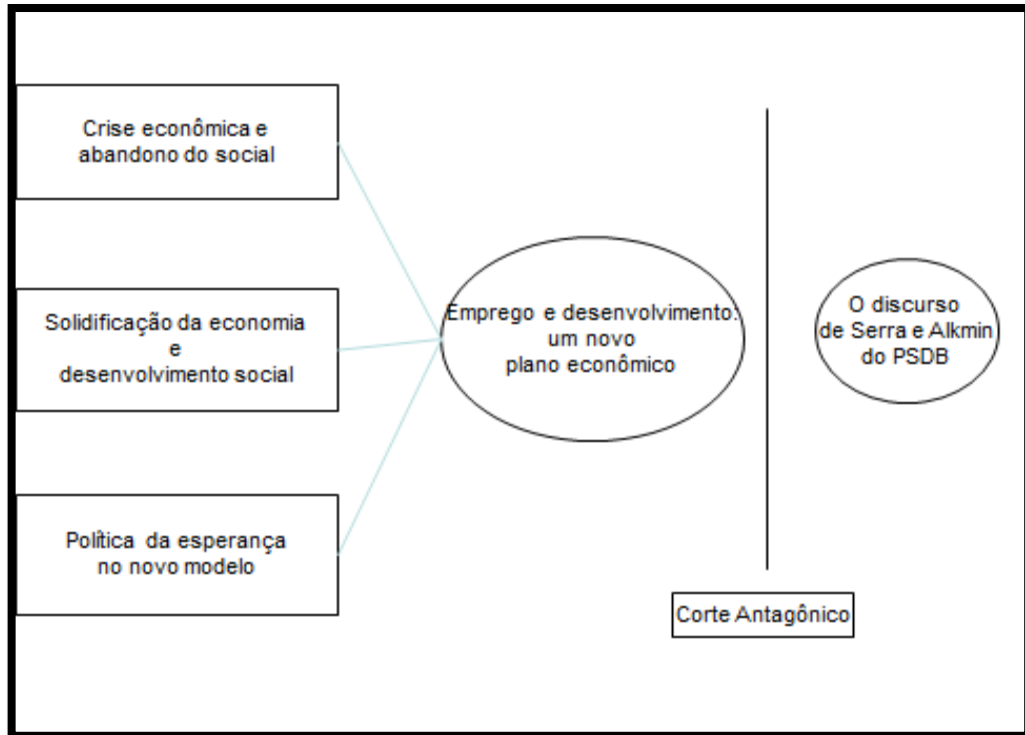 Crise econômica e
abandono do social
Solidificação da economia
e
desenvolvimento social
Política da esperança
no novo modelo
Emprego e desenvolvimento:
um novo
plano econômico
O discurso
de Serra e Alkmin
do PSDB
Corte Antagônico